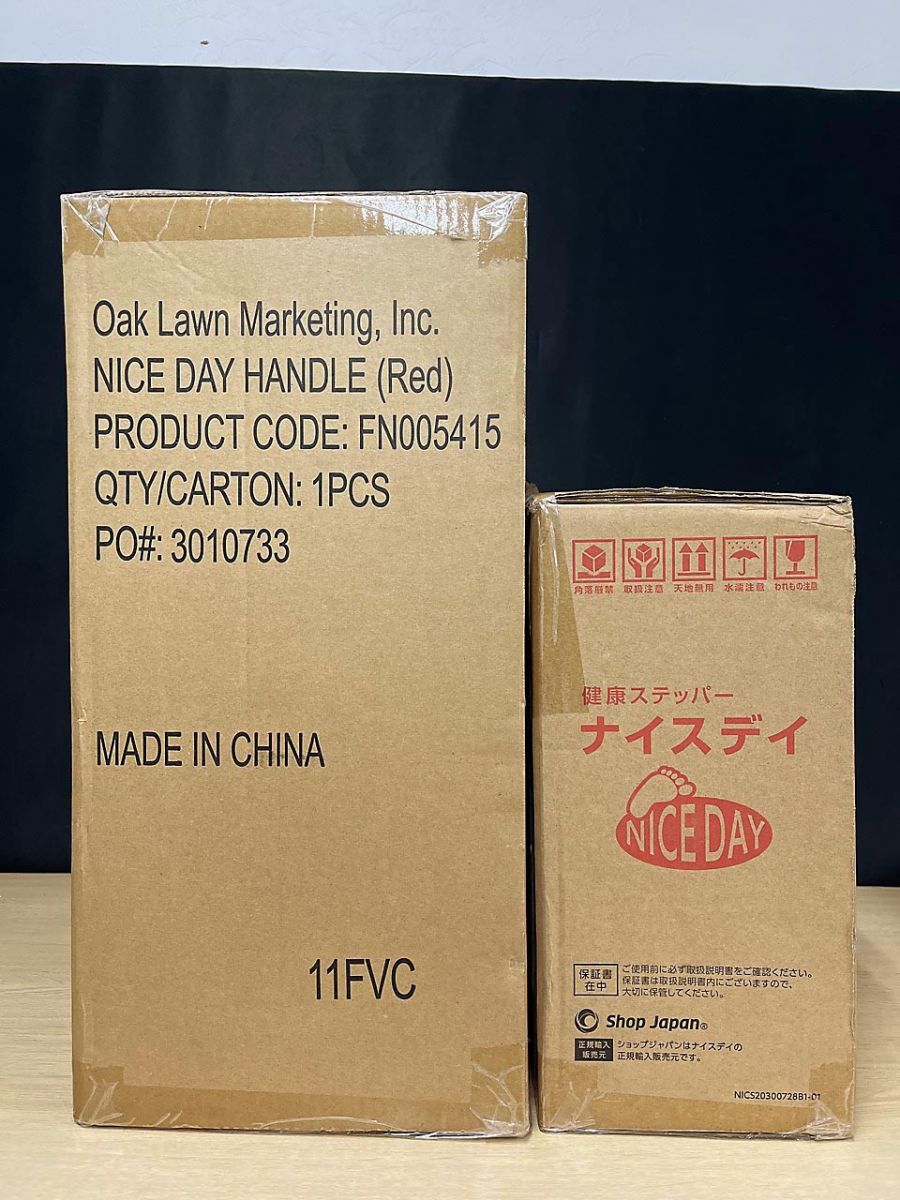 Oak Lawn Marketing, Inc.
NICE DAY HANDLE (Red)
PRODUCT CODE: FN005415
QTY/CARTON: 1PCS
PO#: 3010733
MADE IN CHINA
11FVC
角落厳禁 取扱注意 天地無用 水濡注意 われもの注意
健康ステッパー
ナイスデイ
NICE DAY
保証書
在中
ご使用前に必ず取扱説明書をご確認ください。
保証書は取扱説明書内にございますので、
大切に保管してください。
Shop Japan®
正規輸入
販売元
ショップジャパンはナイスデイの
正規輸入販売元です。
NICS20300728B1-01